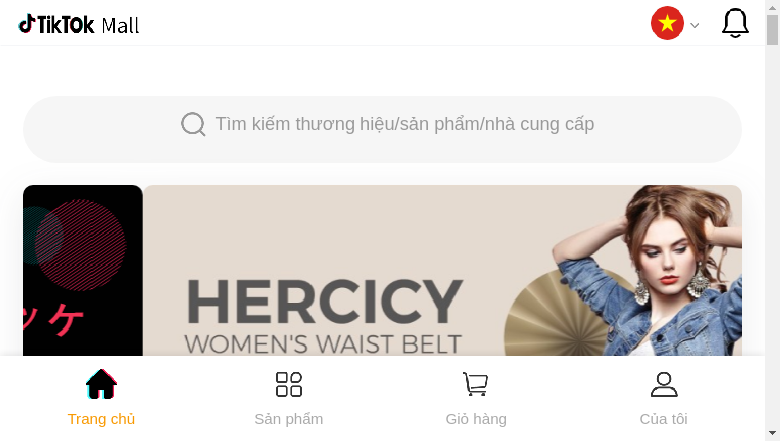 TikTok Mall
Tìm kiếm thương hiệu/sản phẩm/nhà cung cấp
ッケ
HERCICY
WOMEN'S WAIST BELT
Trang chủ
Sản phẩm
Giỏ hàng
Của tôi